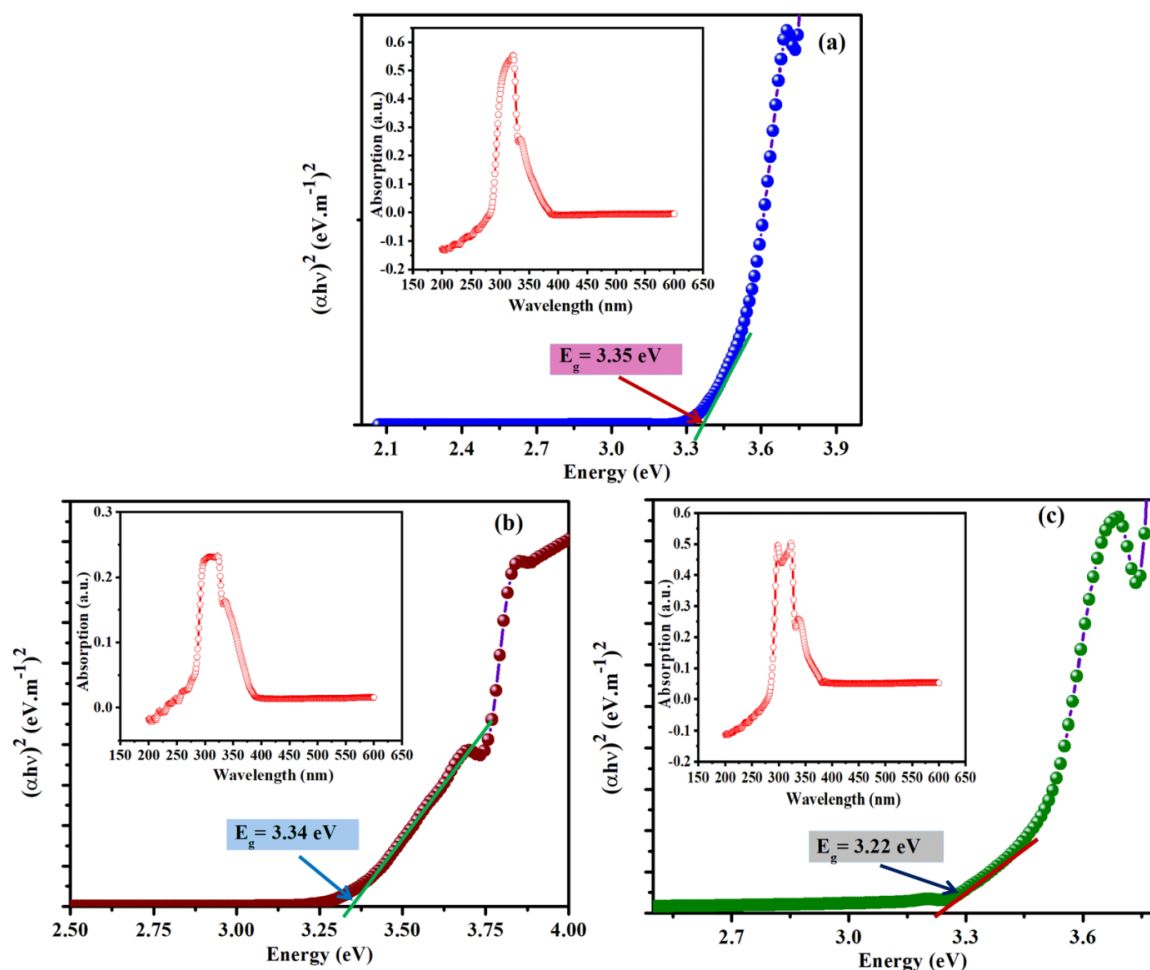 (a)
0.6
0.5
0.4
0.3
0.2
0.1
0.0
-0.1
-0.2
Absorption (a.u.)
150 200 250 300 350 400 450 500 550 600 650
Wavelength (nm)
(αhν)² (eV.m⁻¹)²
E_g= 3.35 eV
2.1 2.4 2.7 3.0 3.3 3.6 3.9
Energy (eV)
(b)
0.3
0.2
0.1
0.0
Absorption (a.u.)
150 200 250 300 350 400 450 500 550 600 650
Wavelength (nm)
(αhν)² (eV.m⁻¹)²
E_g= 3.34 eV
2.50 2.75 3.00 3.25 3.50 3.75 4.00
Energy (eV)
(c)
0.6
0.5
0.4
0.3
0.2
0.1
0.0
-0.1
-0.2
Absorption (a.u.)
150 200 250 300 350 400 450 500 550 600 650
Wavelength (nm)
(αhν)² (eV.m⁻¹)²
E_g= 3.22 eV
2.7 3.0 3.3 3.6
Energy (eV)